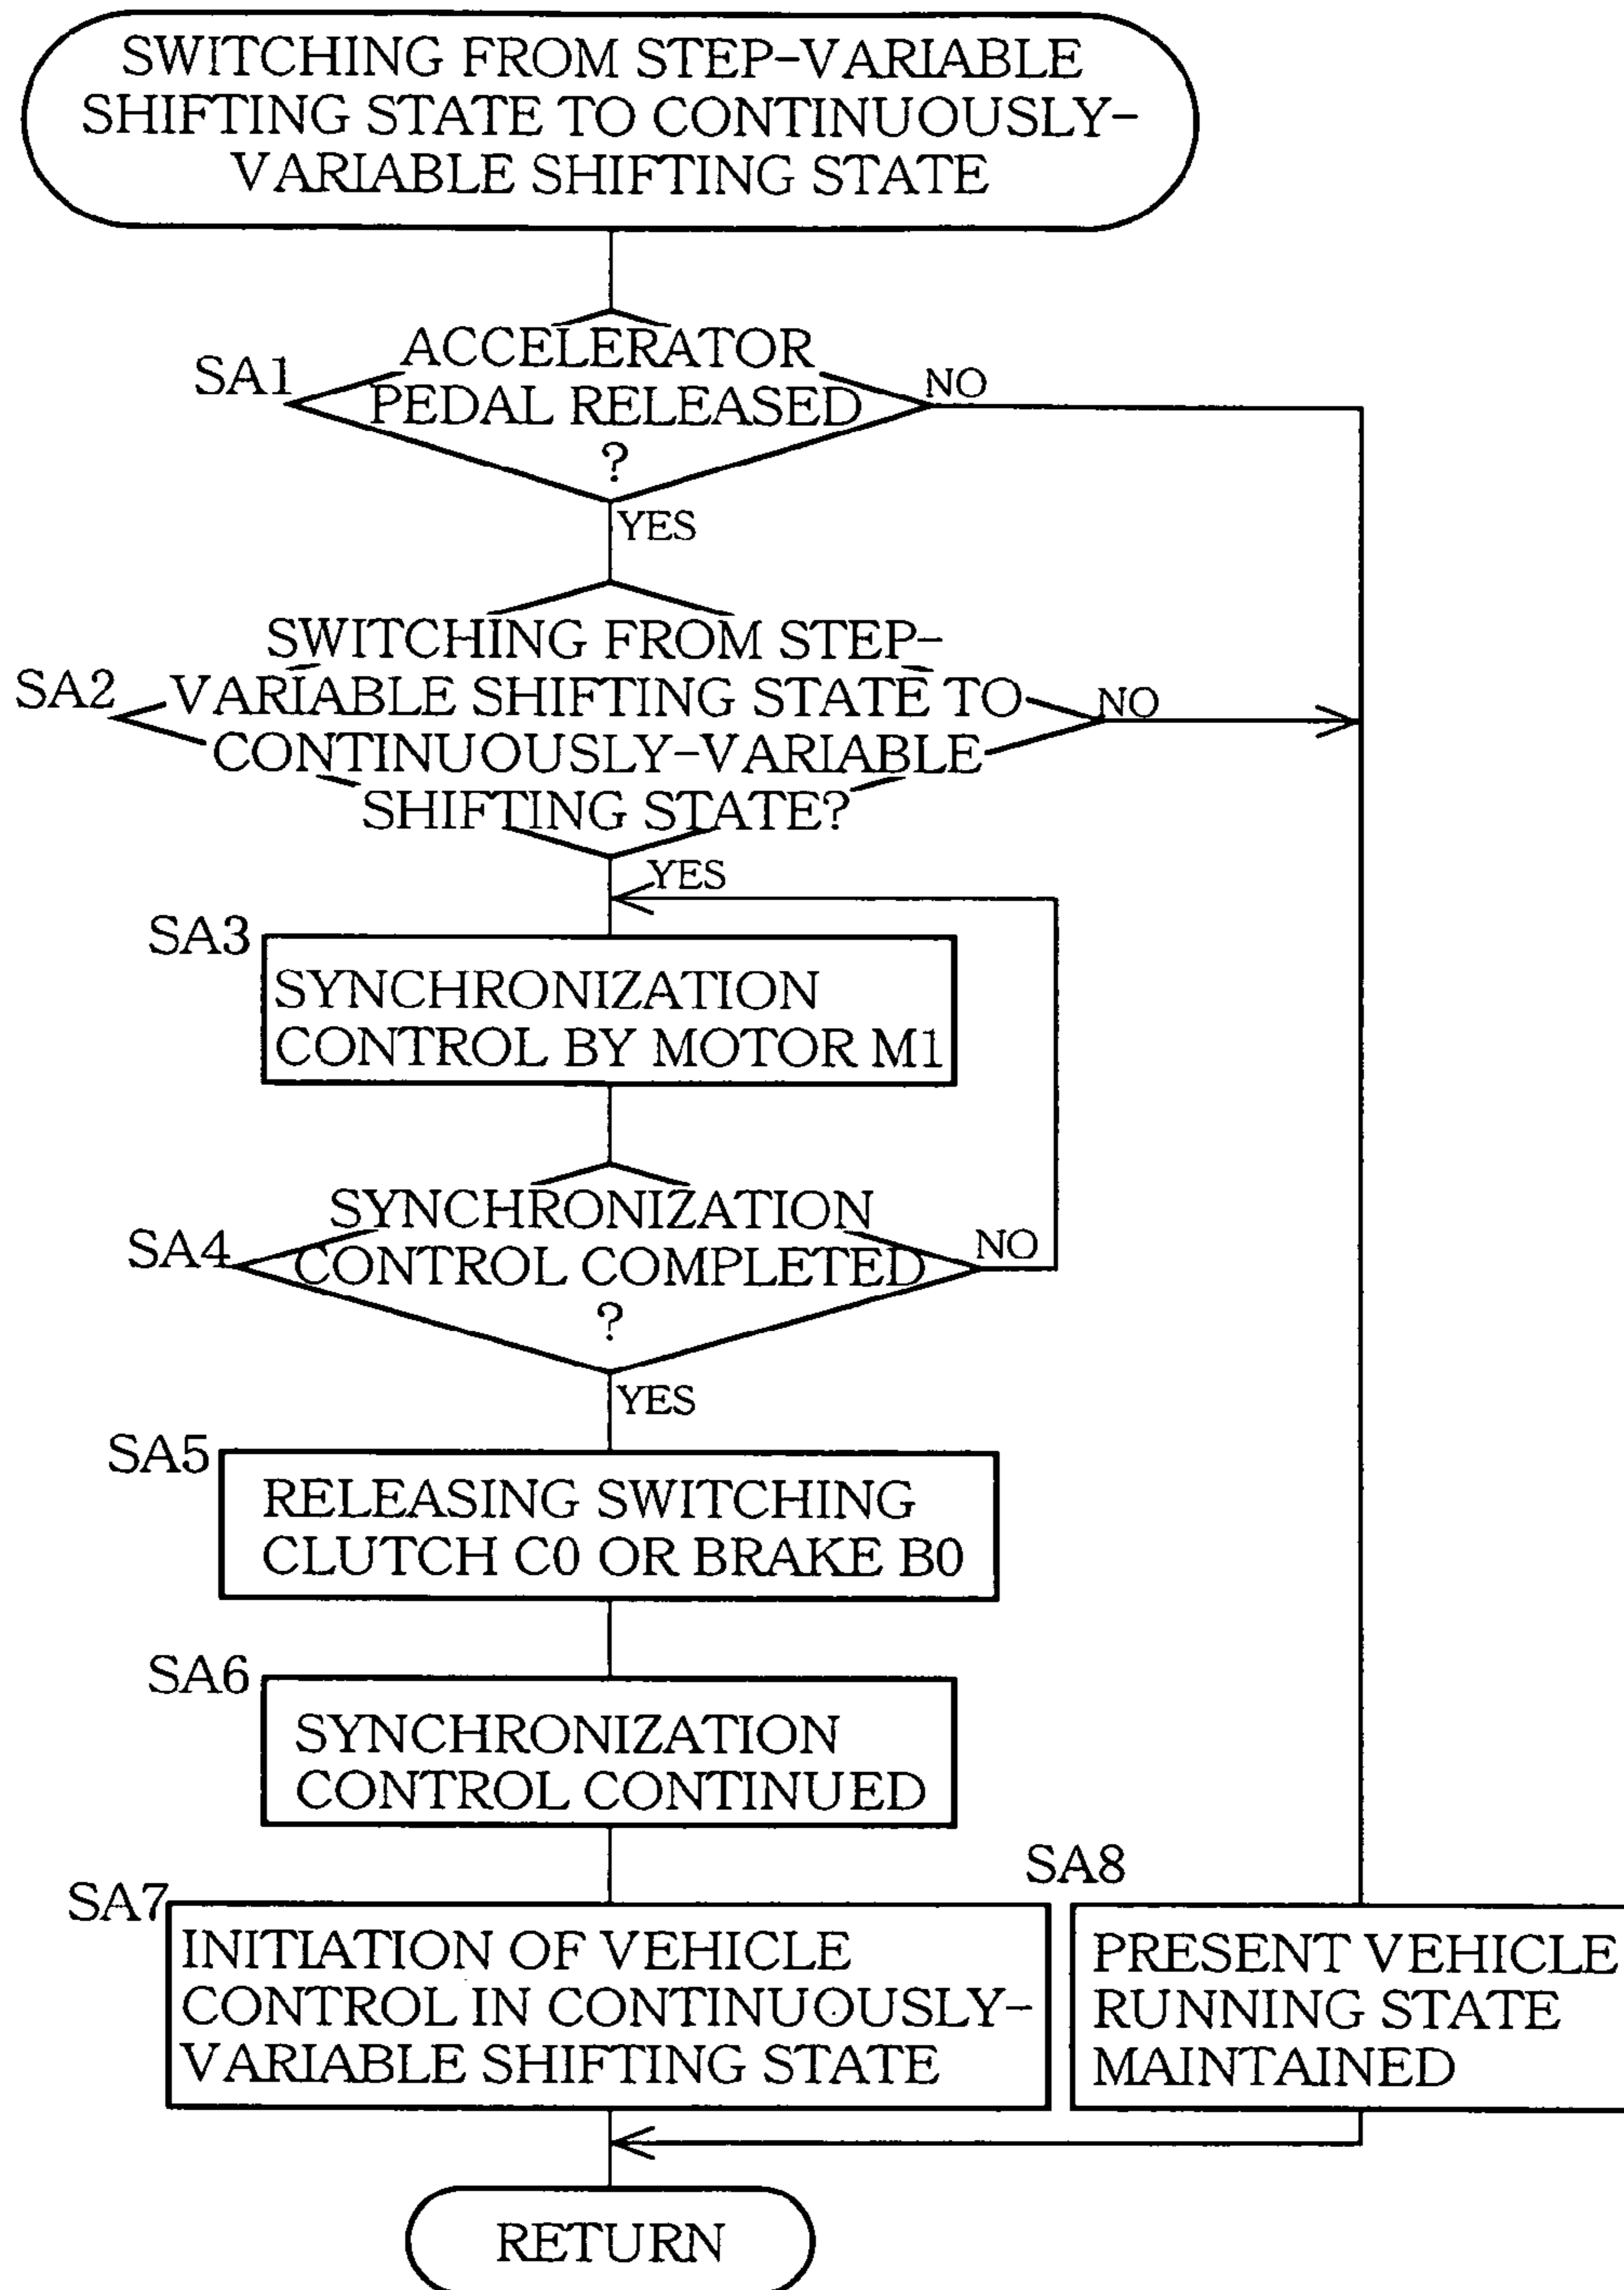 SWITCHING FROM STEP-VARIABLE
SHIFTING STATE TO CONTINUOUSLY-
VARIABLE SHIFTING STATE
SA1
ACCELERATOR
PEDAL RELEASED
?
NO
YES
SA2
SWITCHING FROM STEP-
VARIABLE SHIFTING STATE TO
CONTINUOUSLY-VARIABLE
SHIFTING STATE?
NO
YES
SA3
SYNCHRONIZATION
CONTROL BY MOTOR M1
SA4
SYNCHRONIZATION
CONTROL COMPLETED
?
NO
YES
SA5
RELEASING SWITCHING
CLUTCH C0 OR BRAKE B0
SA6
SYNCHRONIZATION
CONTROL CONTINUED
SA7
INITIATION OF VEHICLE
CONTROL IN CONTINUOUSLY-
VARIABLE SHIFTING STATE
SA8
PRESENT VEHICLE
RUNNING STATE
MAINTAINED
RETURN